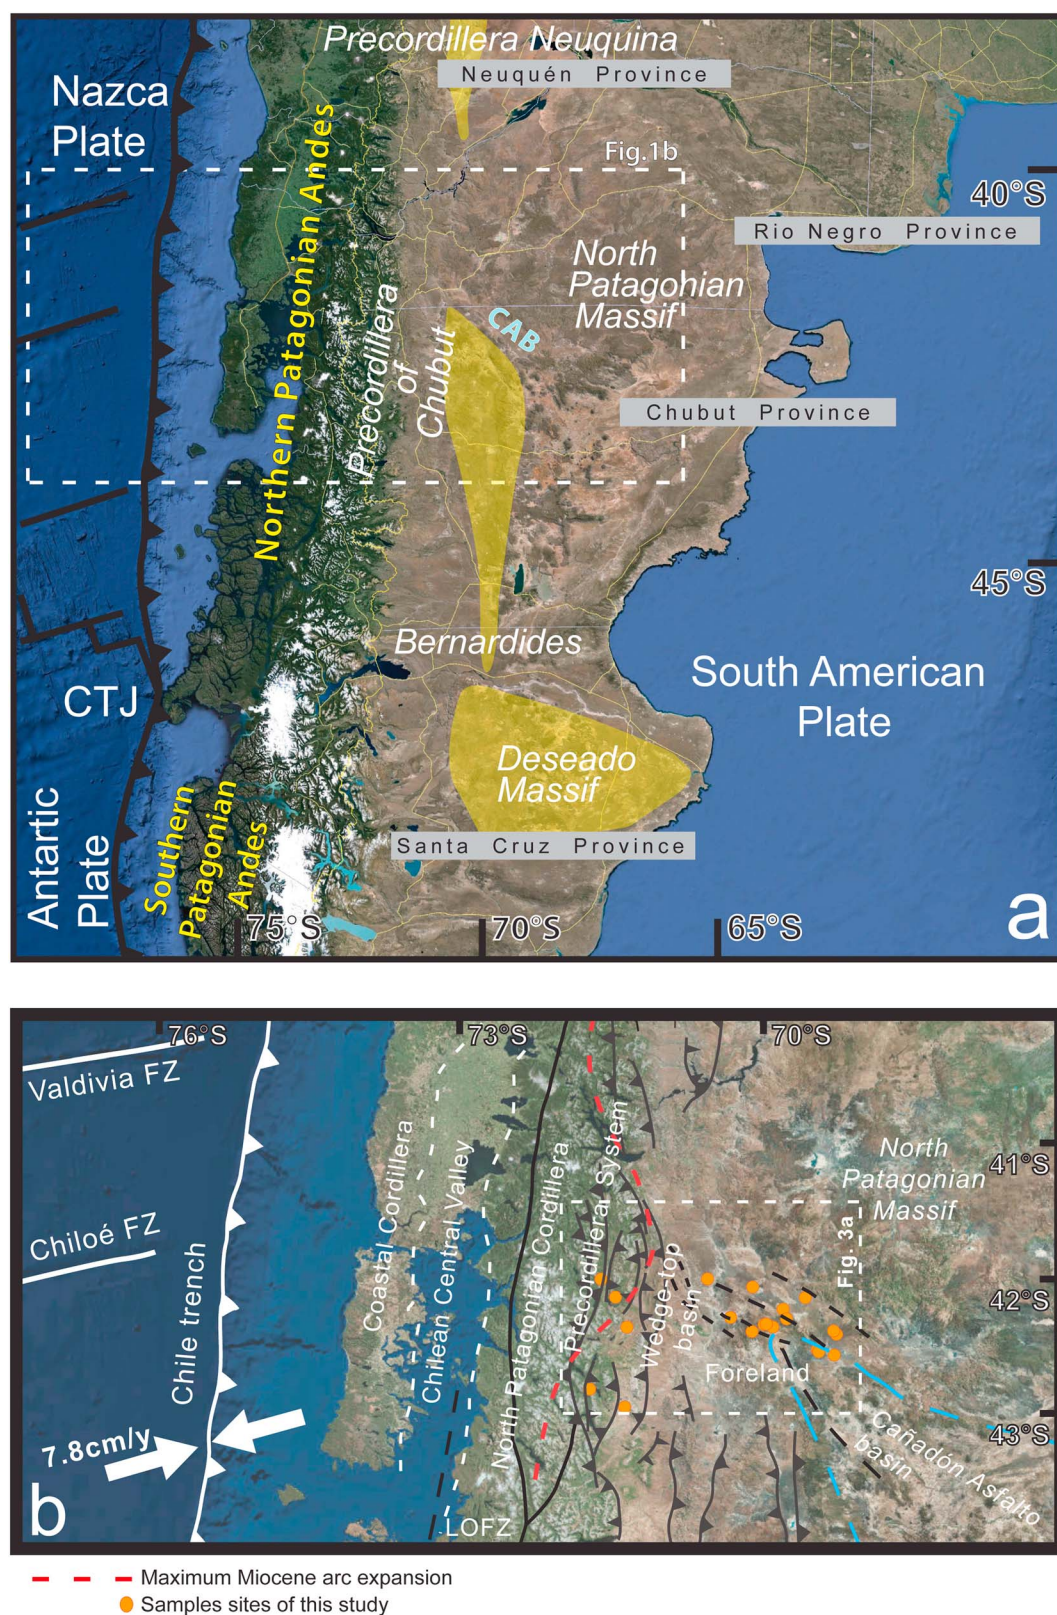 Precordillera Neuquina
Neuquén Province
Nazca
Plate
Fig.1b
40°S
Rio Negro Province
North
Patagonian
Massif
Northern Patagonian Andes
Precordillera
of
Chubut
CAB
Chubut Province
45°S
Bernardides
South American
Plate
CTJ
Deseado
Massif
Antartic
Plate
Southern
Patagonian
Andes
Santa Cruz Province
75°S
70°S
65°S
a
76°S
73°S
70°S
Valdivia FZ
Chiloé FZ
Chile trench
Coastal Cordillera
Chilean Central Valley
North Patagonian Cordillera
Precordillera System
Wedge-top
basin
North
Patagonian
Massif
41°S
Fig. 3a
42°S
Foreland
Cañadón Asfalto
basin
43°S
7.8cm/y
LOFZ
b
Maximum Miocene arc expansion
Samples sites of this study